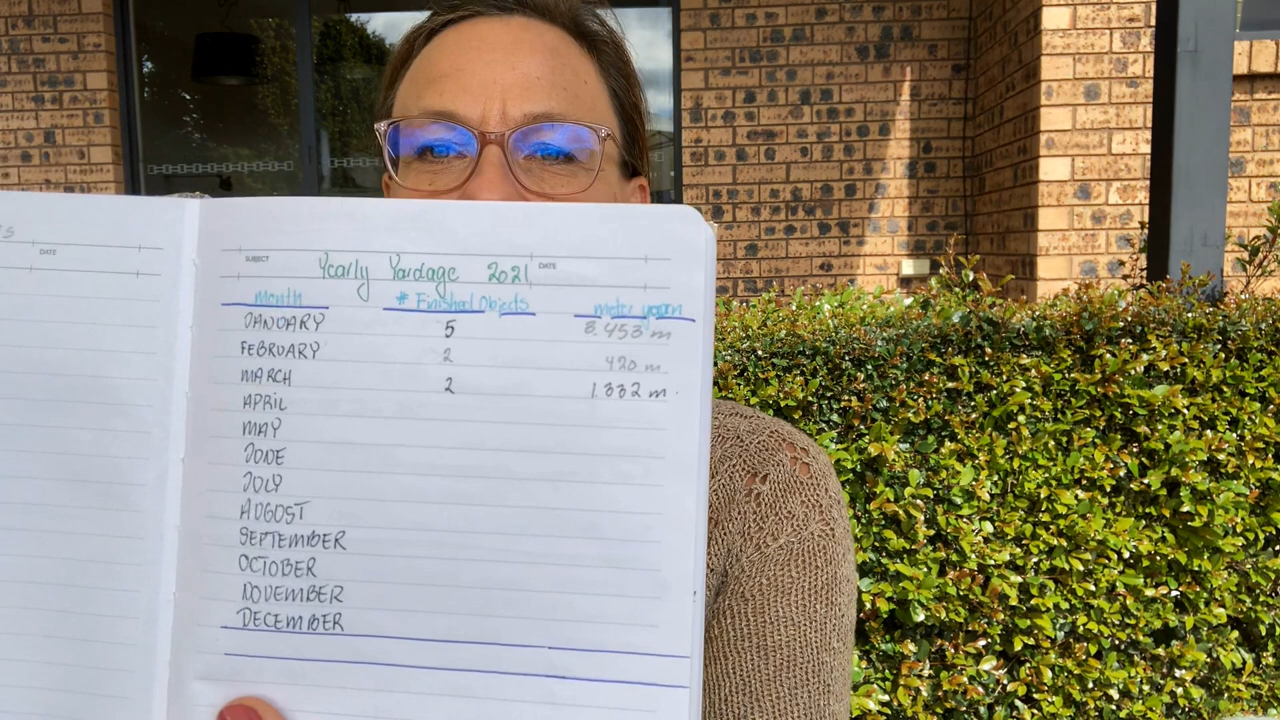 DATE
SUBJECT Yearly Yardage 2021 DATE
Month # Finished Objects meter yarn
JANUARY 5 3.453 m
FEBRUARY 2 420 m.
MARCH 2 1.332 m.
APRIL
MAY
JUNE
JULY
AUGUST
SEPTEMBER
OCTOBER
NOVEMBER
DECEMBER